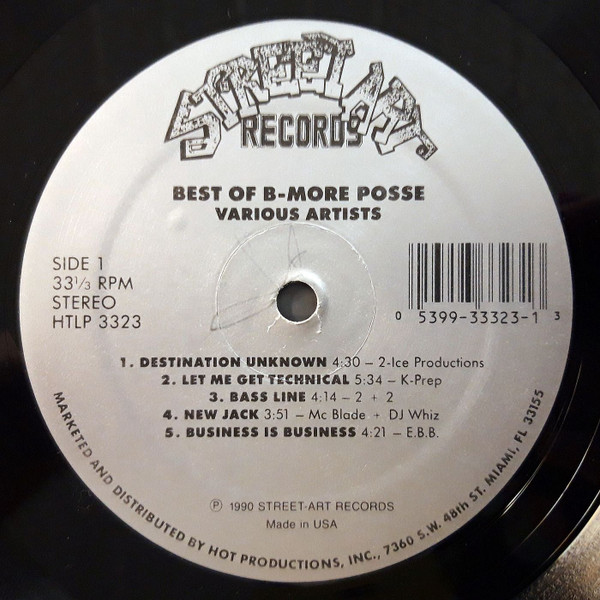 STREET ART
RECORDS
BEST OF B-MORE POSSE
VARIOUS ARTISTS
SIDE 1
33⅓ RPM
STEREO
HTLP 3323
0 5399-33323-1 3
1. DESTINATION UNKNOWN 4:30 – 2-Ice Productions
2. LET ME GET TECHNICAL 5:34 – K-Prep
3. BASS LINE 4:14 – 2 + 2
4. NEW JACK 3:51 – Mc Blade + DJ Whiz
5. BUSINESS IS BUSINESS 4:21 – E.B.B.
℗ 1990 STREET-ART RECORDS
Made in USA
MARKETED AND DISTRIBUTED BY HOT PRODUCTIONS, INC., 7360 S.W. 48th ST. MIAMI, FL 33155